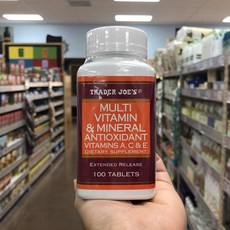 TRADER JOE'S®
MULTI
VITAMIN
& MINERAL
ANTIOXIDANT
VITAMINS A, C & E
DIETARY SUPPLEMENT
EXTENDED RELEASE
100 TABLETS